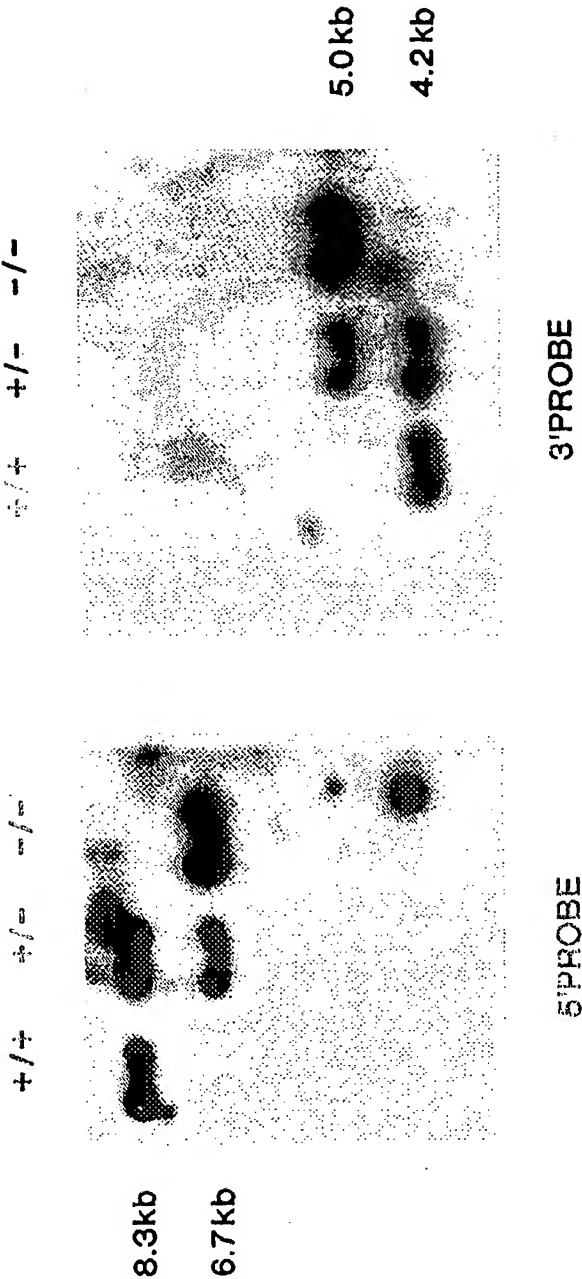 +/+ +/- -/-
8.3kb
6.7kb
5'PROBE
+/+ +/- -/-
5.0kb
4.2kb
3'PROBE